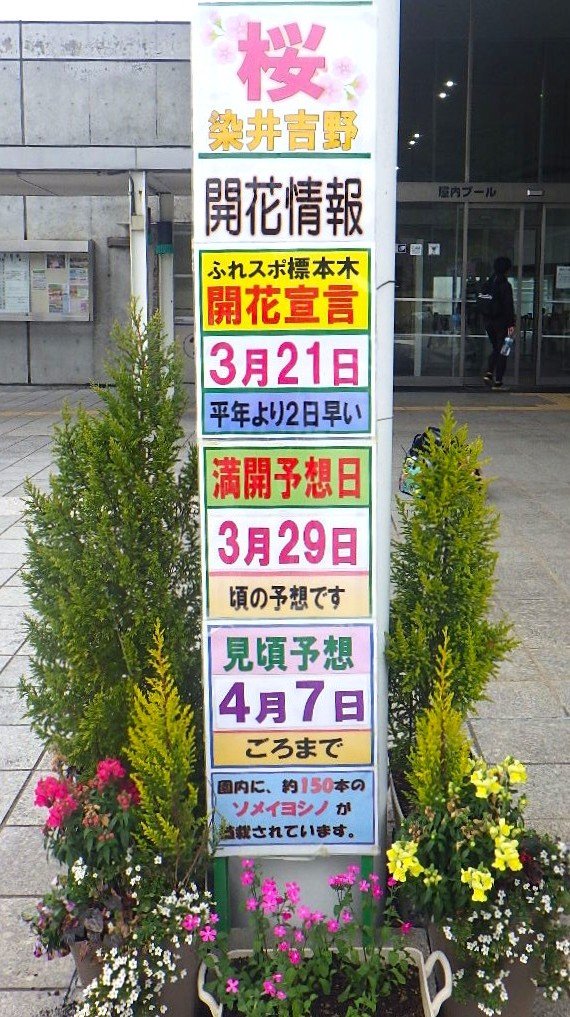 桜
染井吉野
開花情報
ふれスポ標本木
開花宣言
3月21日
平年より2日早い
満開予想日
3月29日
頃の予想です
見頃予想
4月7日
ごろまで
園内に、約150本の
ソメイヨシノが
植栽されています。
屋内プール